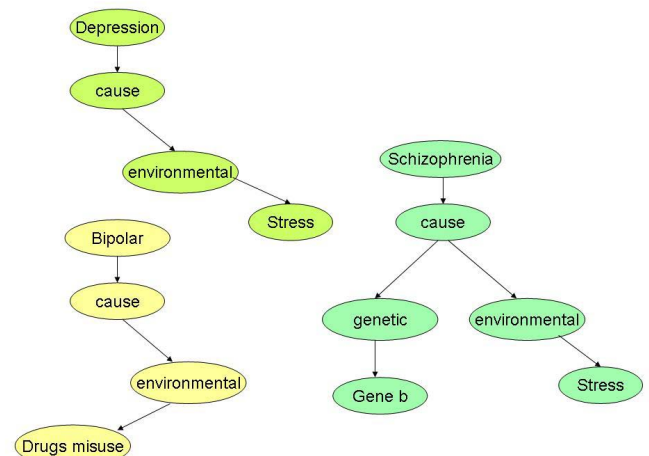 Depression
cause
environmental
Stress
Bipolar
cause
environmental
Drugs misuse
Schizophrenia
cause
genetic
environmental
Gene b
Stress